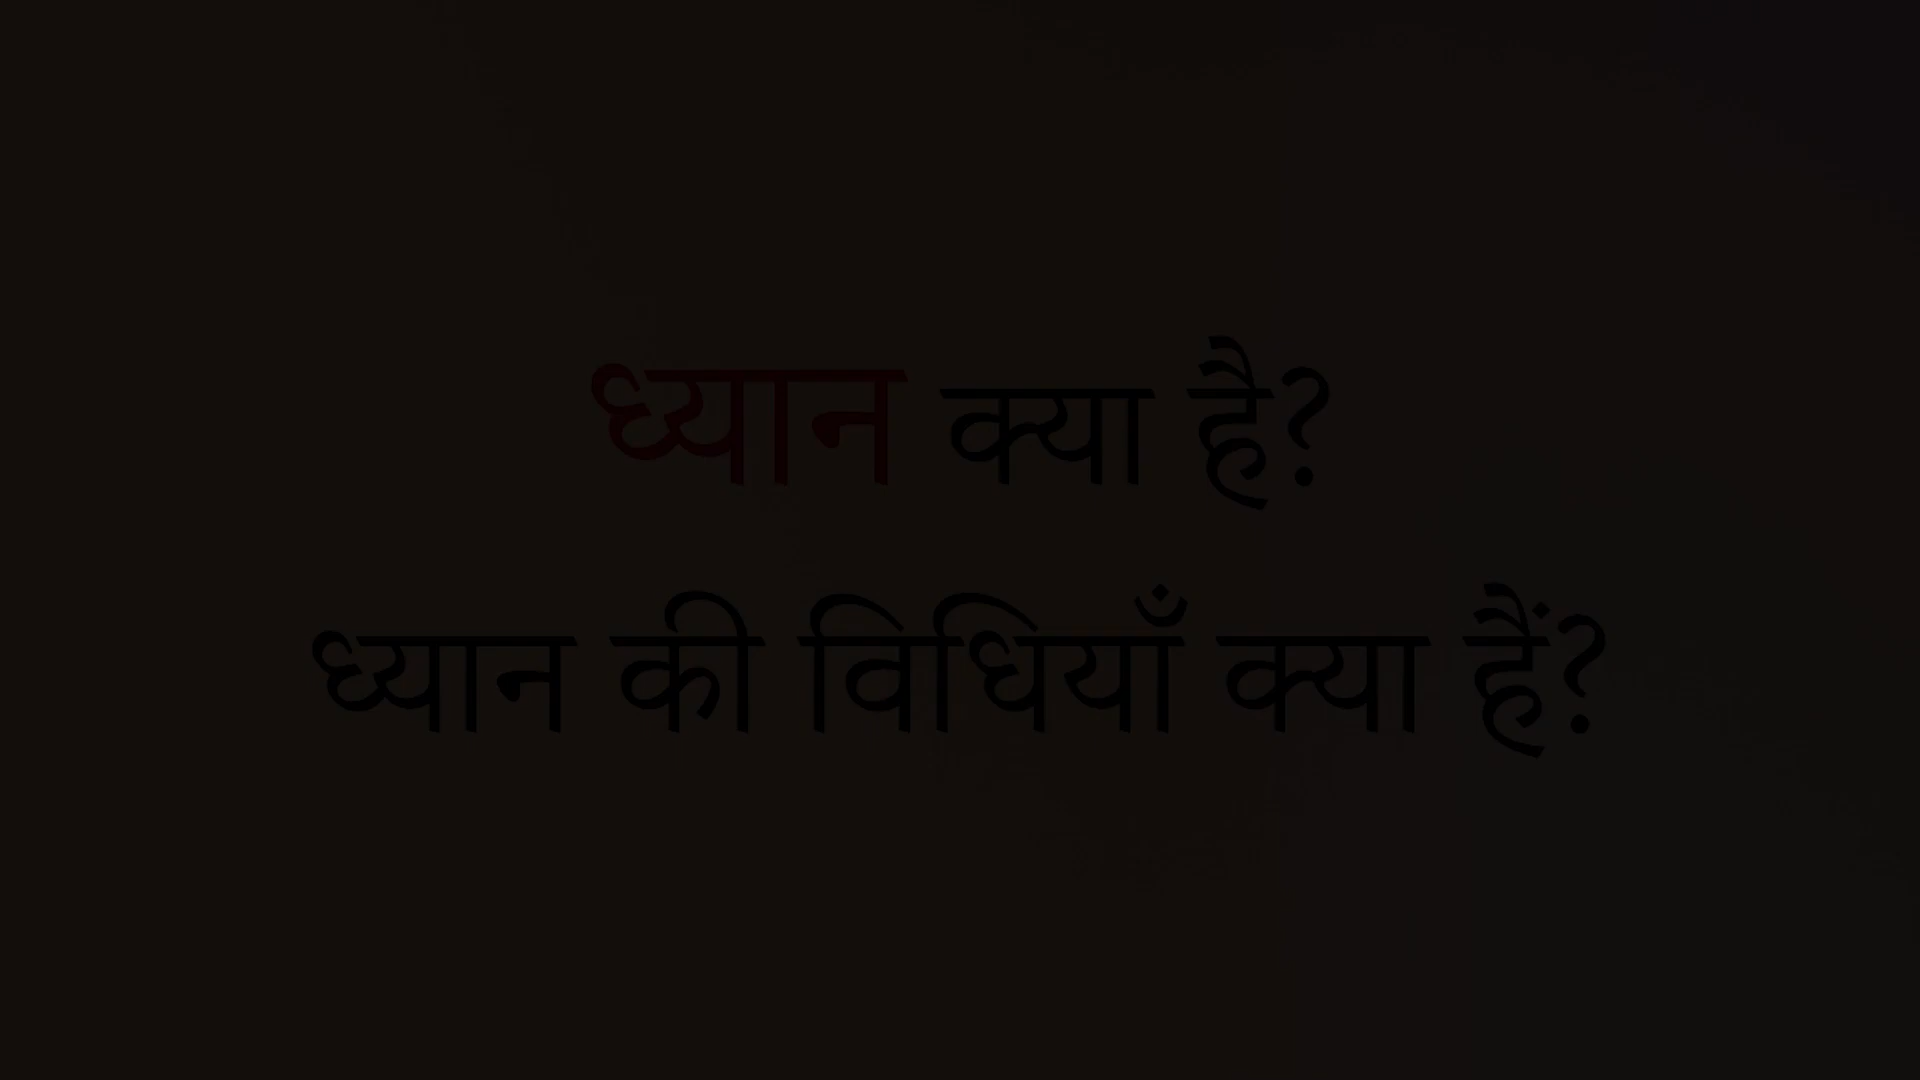 ध्यान क्या है?
ध्यान की विधियाँ क्या हैं?